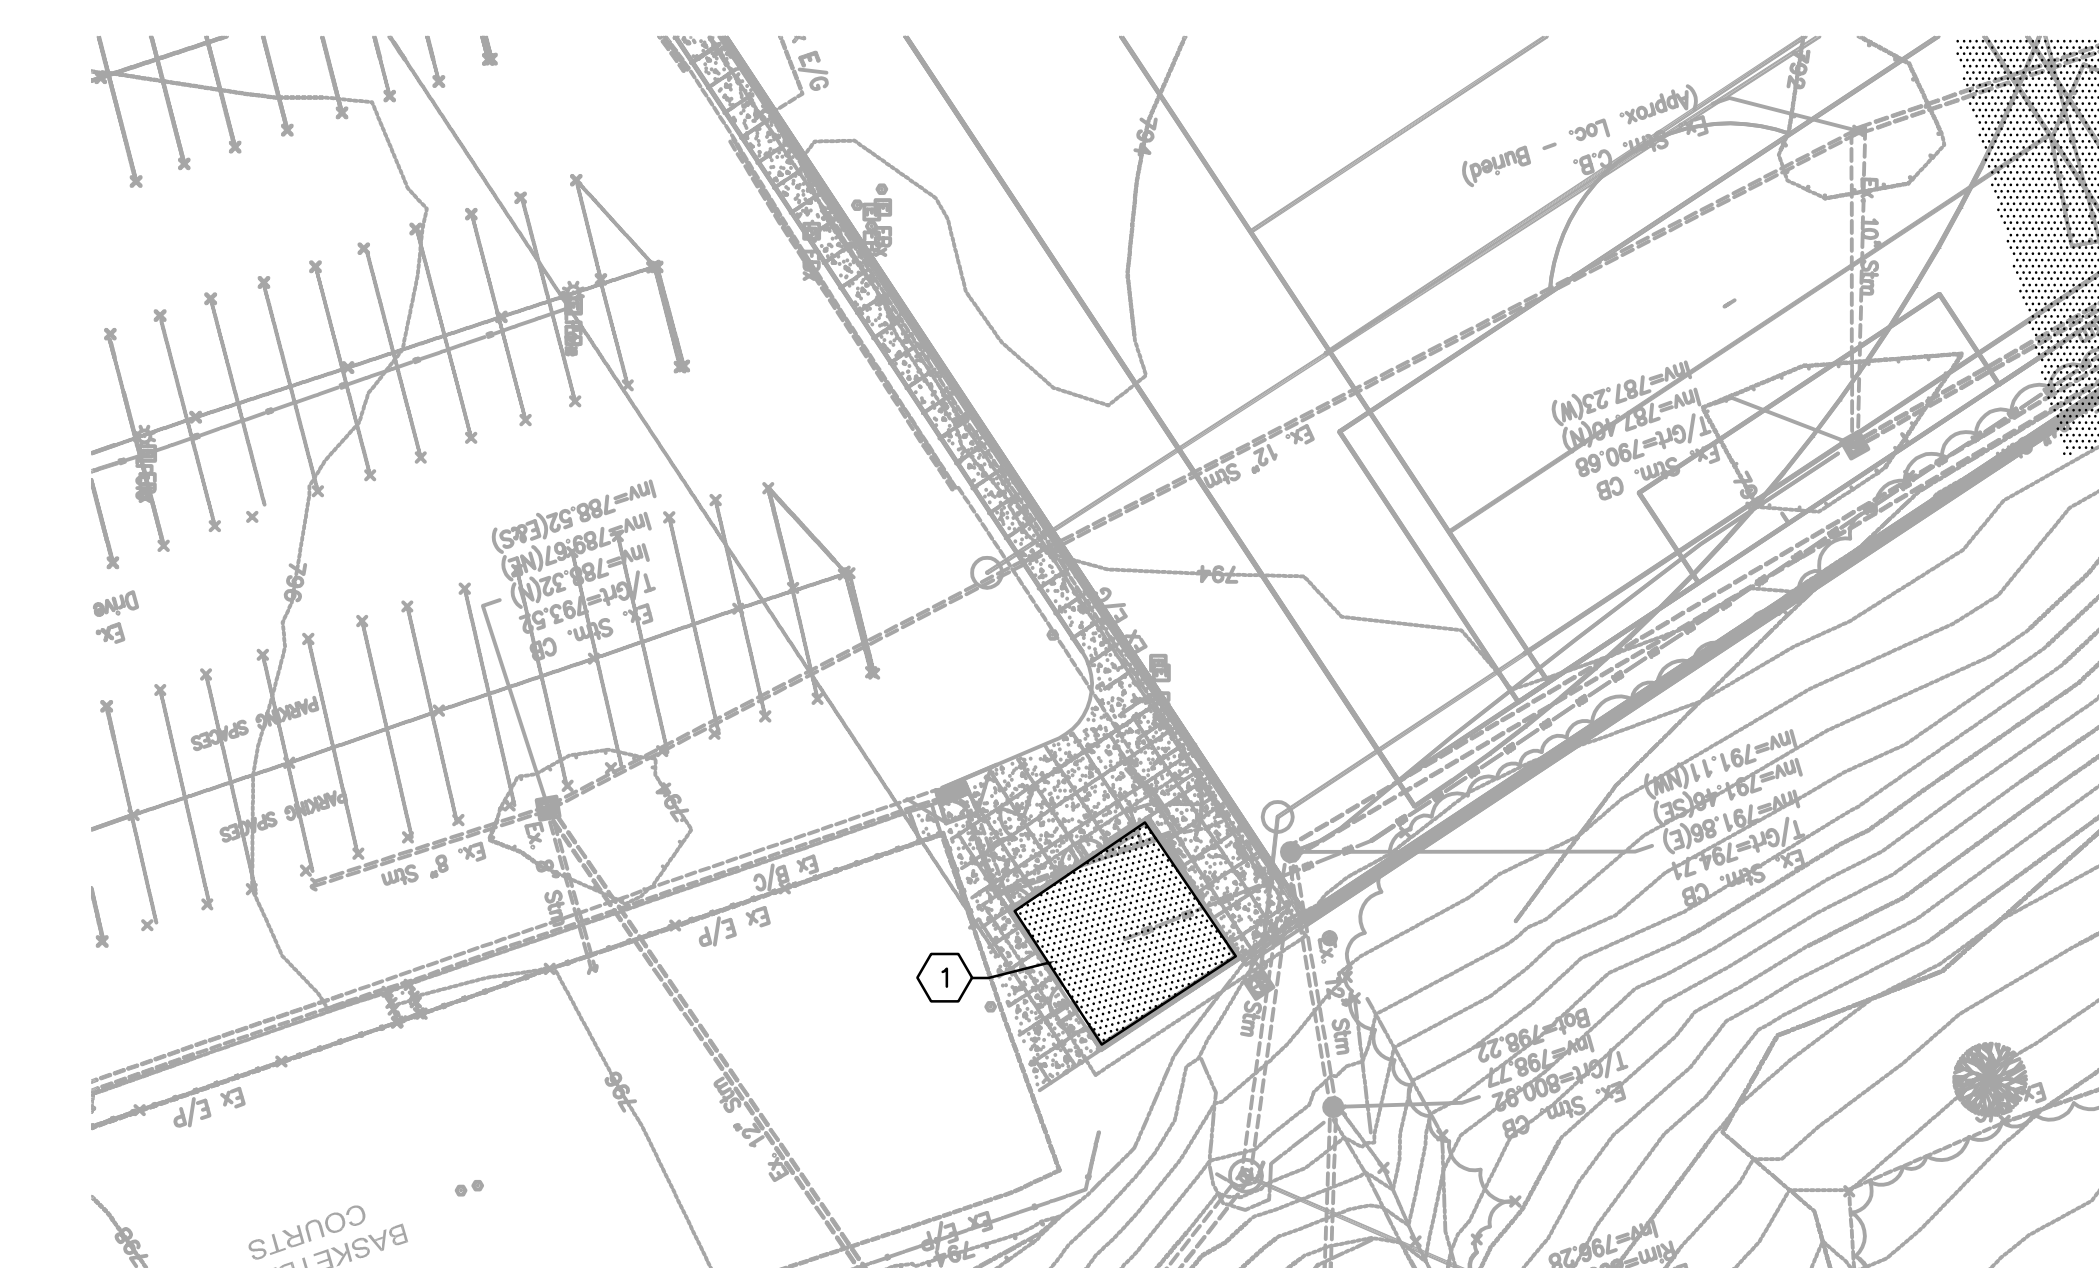 E/G
794
792
Ex. Stm. C.B.
(Approx. Loc. - Buried)
Ex. 10" Stm
Ex. 12" Stm
Ex. Stm. CB
T/Grt=790.68
Inv=787.46(N)
Inv=787.23(W)
Ex. Stm. CB
T/Grt=793.52
Inv=788.32(N)
Inv=789.67(NE)
Inv=788.52(E&S)
796
Ex.
Drive
794
Ex E/C
PARKING SPACES
PARKING SPACES
794
Ex. 8" Stm
Ex. 8" Stm
Ex B/C
Ex E/P
Ex. Stm. CB
T/Grt=794.71
Inv=791.86(E)
Inv=791.46(SE)
Inv=791.11(NW)
1
Stm
Ex. 12" Stm
Ex. Stm. CB
T/Grt=800.92
Inv=798.77
Bot=798.22
Ex E/P
796
Ex. 12" Stm
Ex E/P
794
796
BASKETB
COURTS
Inv=796.28